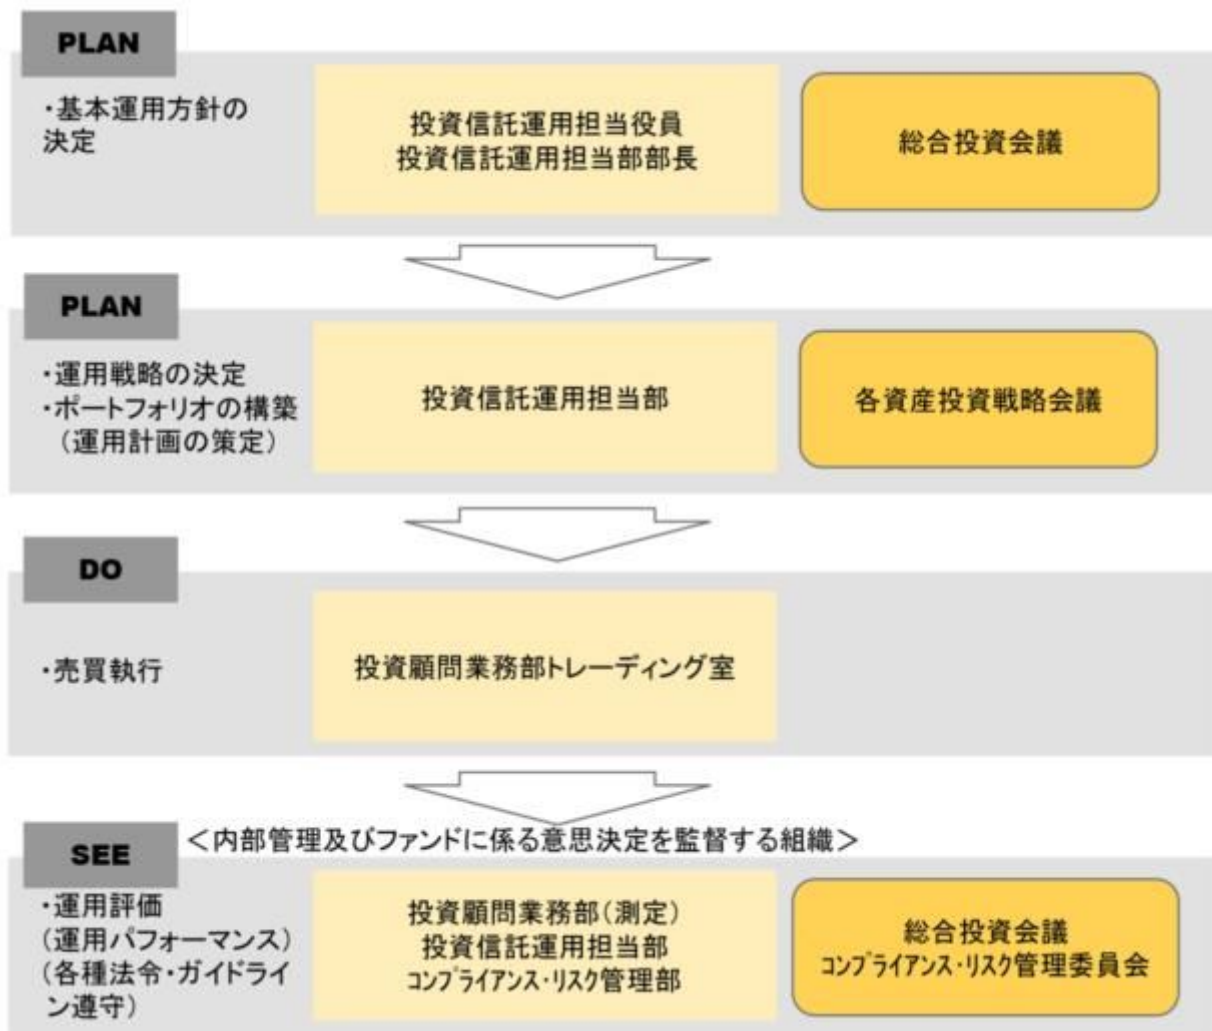 PLAN
・基本運用方針の
決定
投資信託運用担当役員
投資信託運用担当部部長
総合投資会議
PLAN
・運用戦略の決定
・ポートフォリオの構築
（運用計画の策定）
投資信託運用担当部
各資産投資戦略会議
DO
・売買執行
投資顧問業務部トレーディング室
SEE
＜内部管理及びファンドに係る意思決定を監督する組織＞
・運用評価
（運用パフォーマンス）
（各種法令・ガイドライ
ン遵守）
投資顧問業務部（測定）
投資信託運用担当部
ｺﾝﾌﾟﾗｲｱﾝｽ・ﾘｽｸ管理部
総合投資会議
ｺﾝﾌﾟﾗｲｱﾝｽ・ﾘｽｸ管理委員会